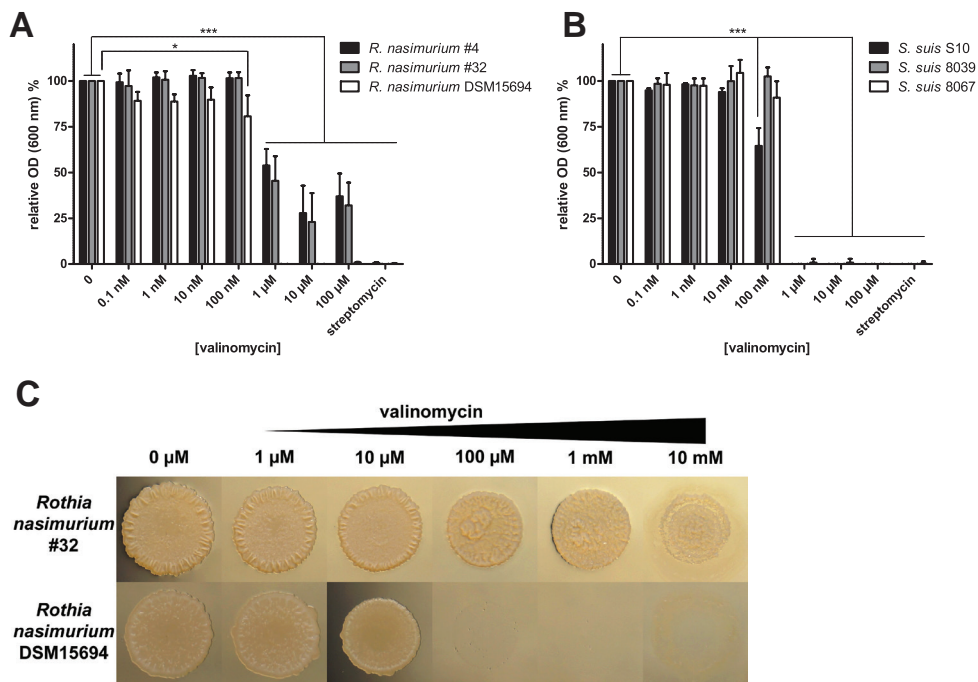 A
***
*
R. nasimurium #4
R. nasimurium #32
R. nasimurium DSM15694
relative OD (600 nm) %
100
75
50
25
0
0
0.1 nM
1 nM
10 nM
100 nM
1 µM
10 µM
100 µM
streptomycin
[valinomycin]
B
***
S. suis S10
S. suis 8039
S. suis 8067
relative OD (600 nm) %
100
75
50
25
0
0
0.1 nM
1 nM
10 nM
100 nM
1 µM
10 µM
100 µM
streptomycin
[valinomycin]
C
valinomycin
0 µM 1 µM 10 µM 100 µM 1 mM 10 mM
Rothia
nasimurium
#32
Rothia
nasimurium
DSM15694